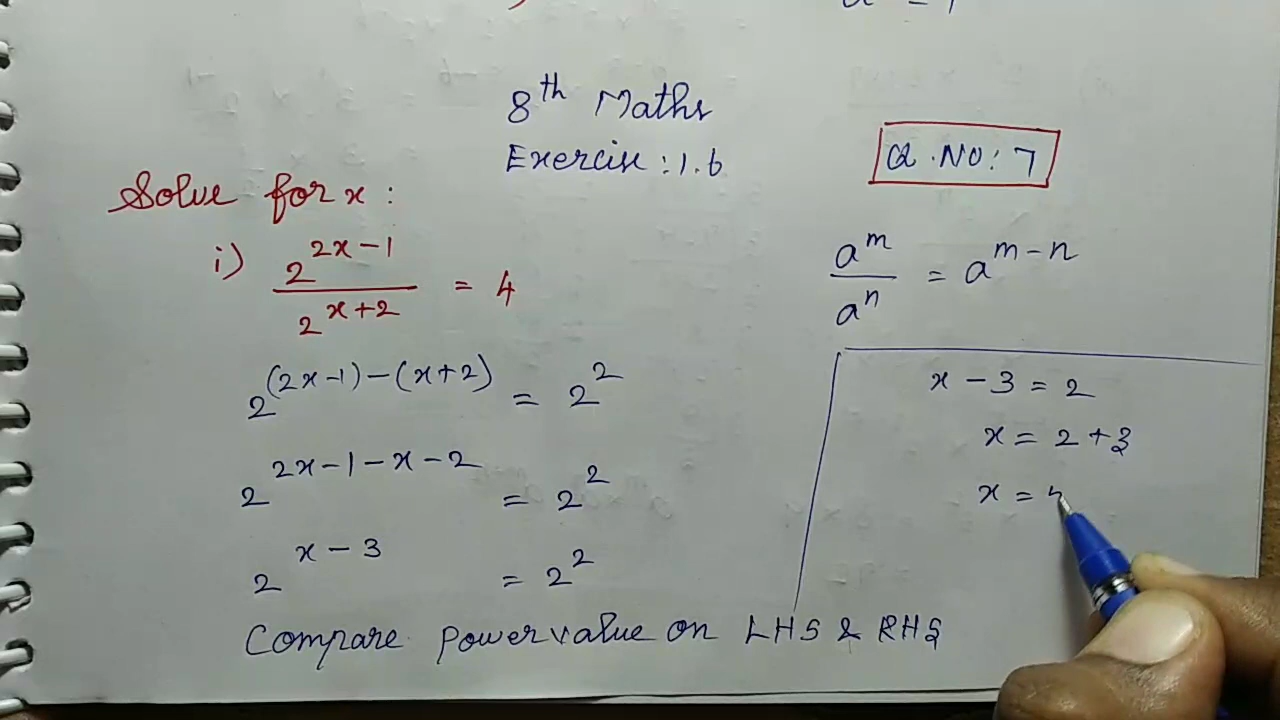 8th Maths
Exercise : 1.6
Q. NO: 7
Solve for x :
i) 2^(2x-1) / 2^(x+2) = 4
a^m / a^n = a^(m-n)
2^((2x-1)-(x+2)) = 2^2
2^(2x-1-x-2) = 2^2
2^(x-3) = 2^2
Compare power value on LHS & RHS
x - 3 = 2
x = 2 + 3
x =